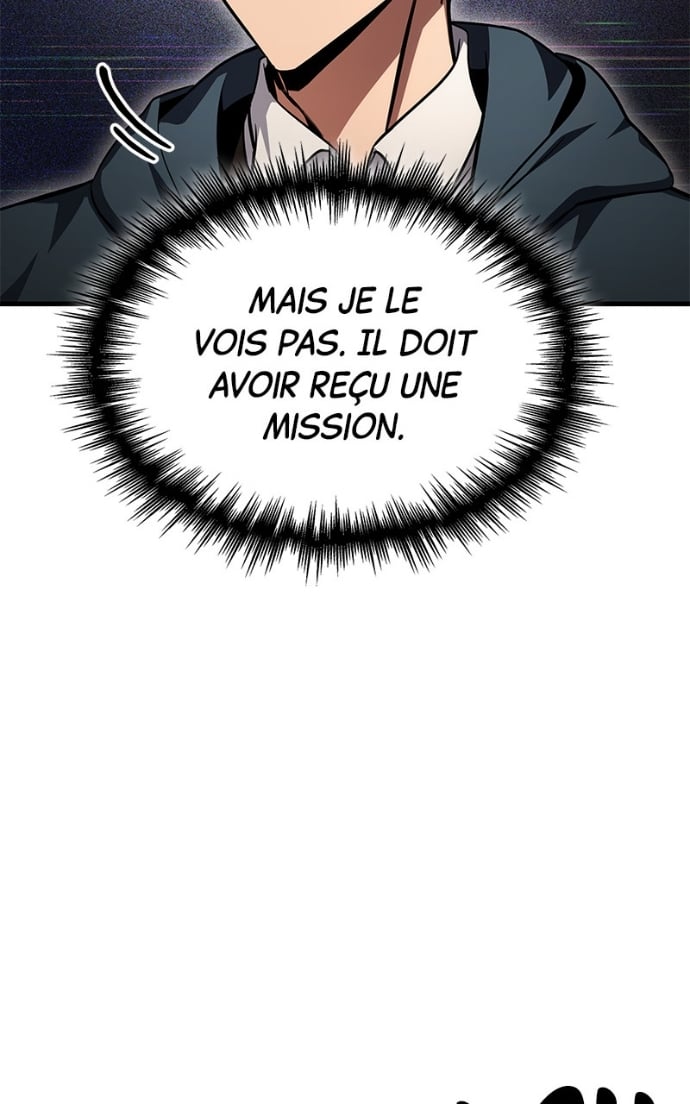 MAIS JE LE
VOIS PAS. IL DOIT
AVOIR REÇU UNE
MISSION.